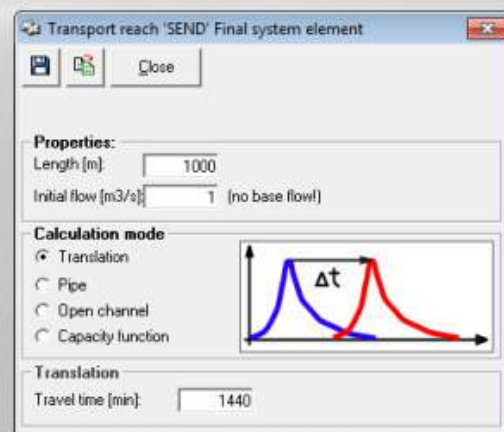 Transport reach 'SEND' Final system element
Close
Properties:
Length [m]: 1000
Initial flow [m3/s]: 1 (no base flow!)
Calculation mode
Translation
Pipe
Open channel
Capacity function
Δt
Translation
Travel time [min]: 1440